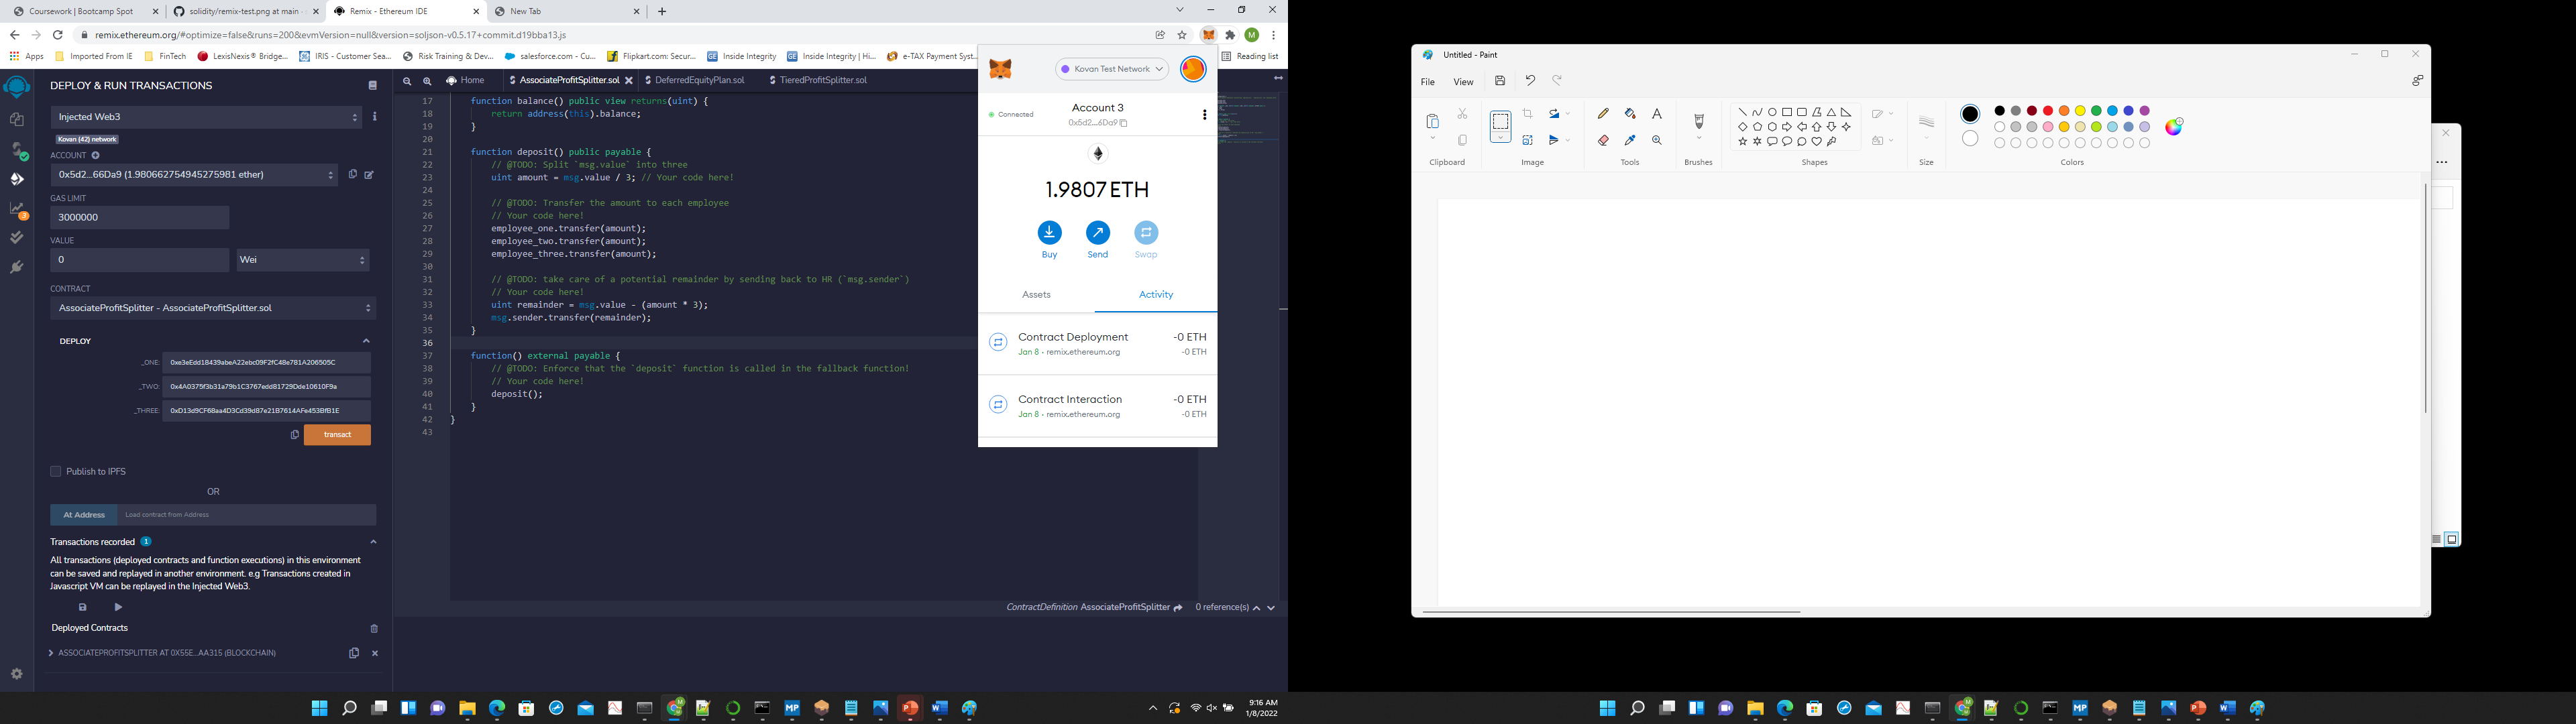 Coursework | Bootcamp Spot
solidity/remix-test.png at main ·
Remix - Ethereum IDE
New Tab
remix.ethereum.org/#optimize=false&runs=200&evmVersion=null&version=soljson-v0.5.17+commit.d19bba13.js
M
Apps
Imported From IE
FinTech
LexisNexis® Bridge...
IRIS - Customer Sea...
Risk Training & Dev...
salesforce.com - Cu...
Flipkart.com: Secur...
Inside Integrity
Inside Integrity | Hi...
e-TAX Payment Syst...
Reading list
DEPLOY & RUN TRANSACTIONS
Injected Web3
Kovan (42) network
ACCOUNT
0x5d2...66Da9 (1.980662754945275981 ether)
GAS LIMIT
3000000
VALUE
0
Wei
CONTRACT
AssociateProfitSplitter - AssociateProfitSplitter.sol
DEPLOY
_ONE:
0xe3eEdd18439abeA22ebc09F2fC48e781A206505C
_TWO:
0x4A0375f3b31a79b1C3767edd81729Dde10610F9a
_THREE:
0xD13d9CF68aa4D3Cd39d87e21B7614AFe453BfB1E
transact
Publish to IPFS
OR
At Address
Load contract from Address
Transactions recorded 1
All transactions (deployed contracts and function executions) in this environment
can be saved and replayed in another environment. e.g Transactions created in
Javascript VM can be replayed in the Injected Web3.
Deployed Contracts
ASSOCIATEPROFITSPLITTER AT 0X55E...AA315 (BLOCKCHAIN)
3
Home
AssociateProfitSplitter.sol
DeferredEquityPlan.sol
TieredProfitSplitter.sol
17 function balance() public view returns(uint) {
18 return address(this).balance;
19 }
20
21 function deposit() public payable {
22 // @TODO: Split `msg.value` into three
23 uint amount = msg.value / 3; // Your code here!
24
25 // @TODO: Transfer the amount to each employee
26 // Your code here!
27 employee_one.transfer(amount);
28 employee_two.transfer(amount);
29 employee_three.transfer(amount);
30
31 // @TODO: take care of a potential remainder by sending back to HR (`msg.sender`)
32 // Your code here!
33 uint remainder = msg.value - (amount * 3);
34 msg.sender.transfer(remainder);
35 }
36
37 function() external payable {
38 // @TODO: Enforce that the `deposit` function is called in the fallback function!
39 // Your code here!
40 deposit();
41 }
42 }
43
ContractDefinition AssociateProfitSplitter
0 reference(s)
Kovan Test Network
Connected
Account 3
0x5d2...6Da9
1.9807 ETH
Buy
Send
Swap
Assets
Activity
Contract Deployment
-0 ETH
Jan 8 · remix.ethereum.org
-0 ETH
Contract Interaction
-0 ETH
Jan 8 · remix.ethereum.org
-0 ETH
9:16 AM
1/8/2022
Untitled - Paint
File
View
Clipboard
Image
Tools
Brushes
Shapes
Size
Colors